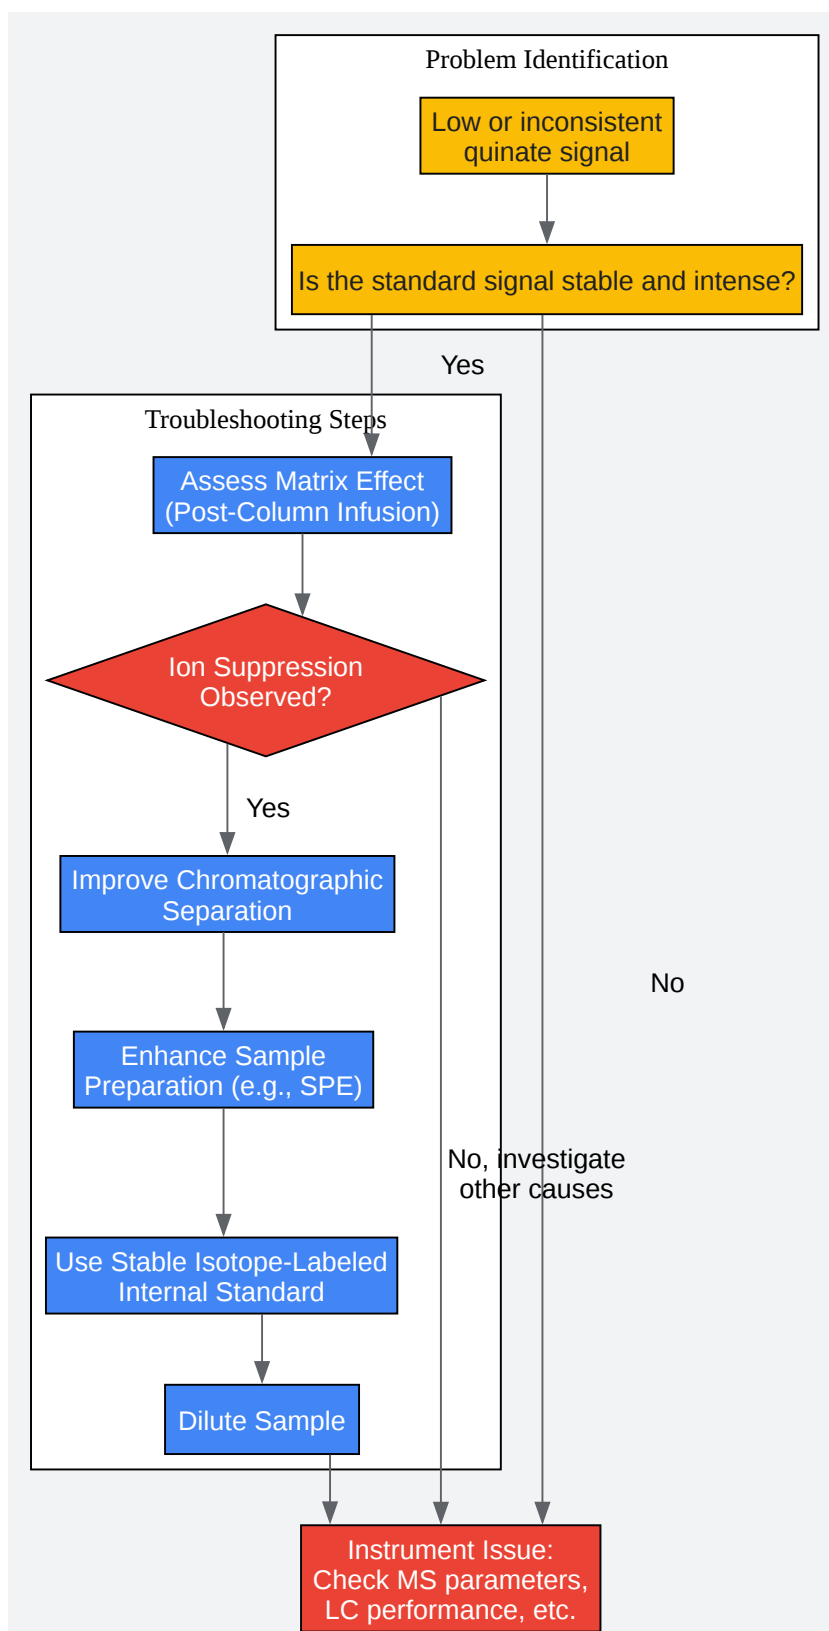 Problem Identification
Low or inconsistent
quinate signal
Is the standard signal stable and intense?
Yes
Troubleshooting Steps
Assess Matrix Effect
(Post-Column Infusion)
Ion Suppression
Observed?
Yes
Improve Chromatographic
Separation
No
Enhance Sample
Preparation (e.g., SPE)
No, investigate
other causes
Use Stable Isotope-Labeled
Internal Standard
Dilute Sample
Instrument Issue:
Check MS parameters,
LC performance, etc.